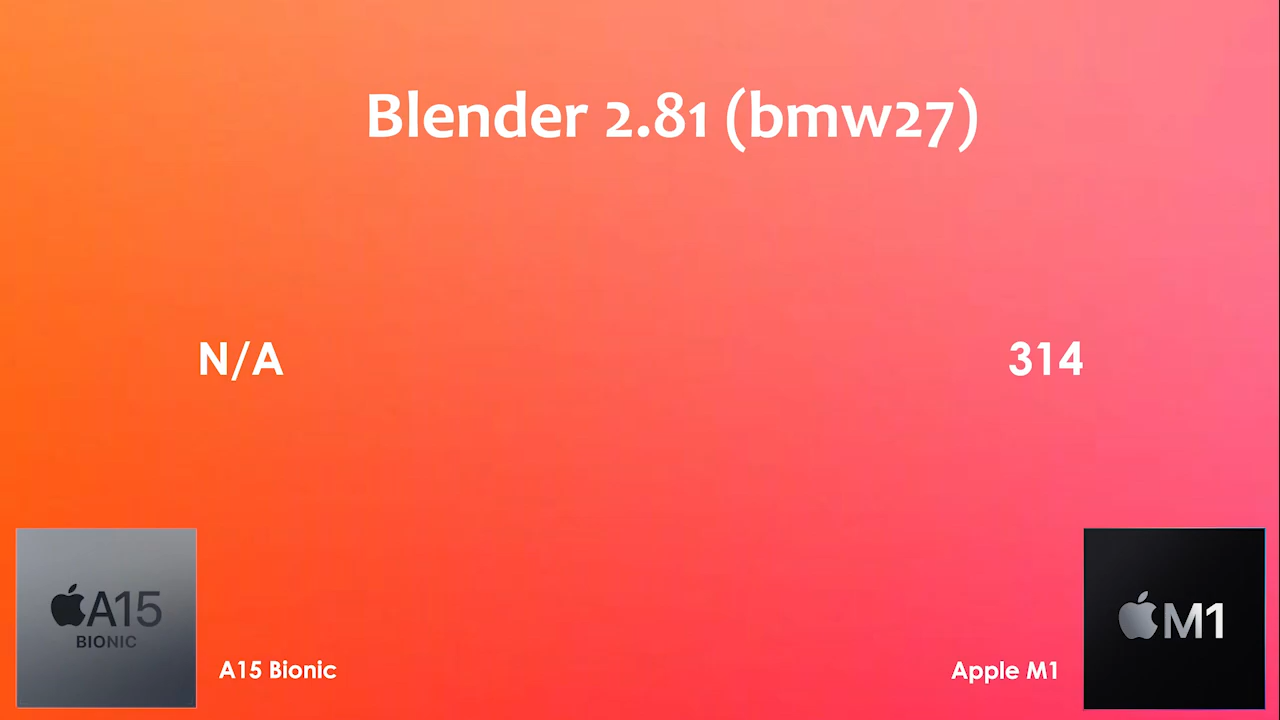 Blender 2.81 (bmw27)
N/A
314
A15
BIONIC
A15 Bionic
Apple M1
M1